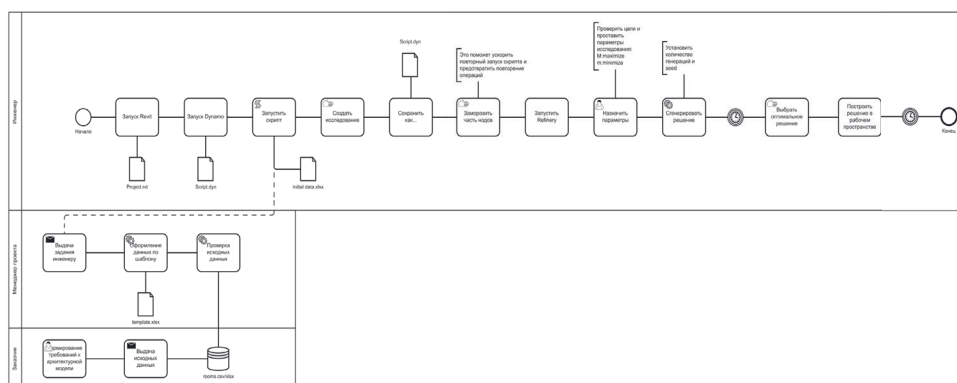 Инженер
Начало
Запуск Revit
Project.rvt
Запуск Dynamo
Script.dyn
Запустить
скрипт
initial data.xlsx
Создать
исследование
Script.dyn
Сохранить
как...
Это поможет ускорить
повторный запуск скрипта и
предотвратить повторение
операций
Заморозить
часть нодов
Запустить
Refinery
Проверить цели и
проставить
параметры
исследования:
M:maximize
m:minimize
Назначить
параметры
Установить
количество
генераций и
seed
Сгенерировать
решение
Выбрать
оптимальное
решение
Построить
решение в
рабочем
пространстве
Конец
Менеджер проекта
Выдача
задания
инженеру
Оформление
данных по
шаблону
template.xlsx
Проверка
исходных
данных
Заказчик
Формирование
требований к
архитектурной
модели
Выдача
исходных
данных
rooms.csv/xlsx